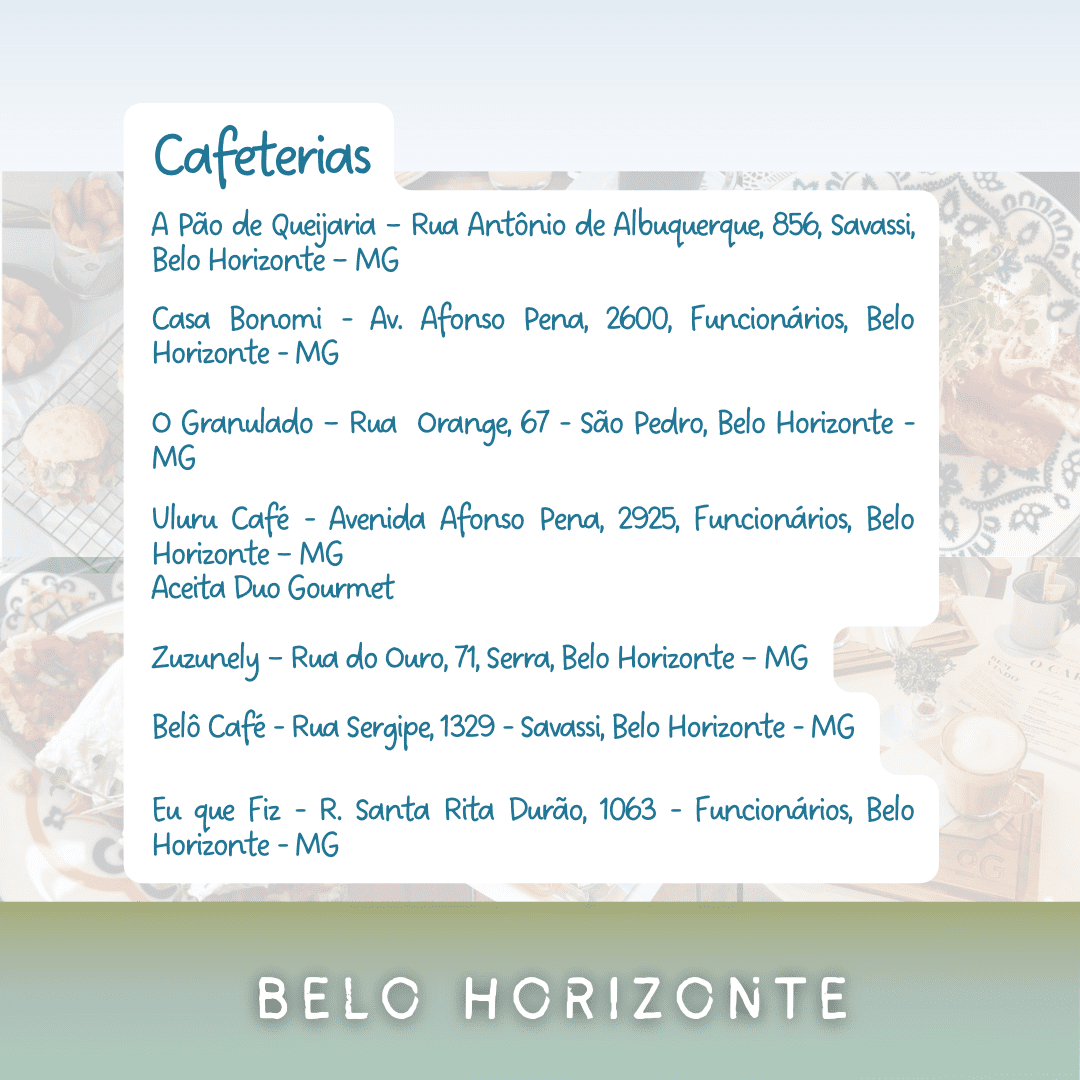 Cafeterias
A Pão de Queijaria – Rua Antônio de Albuquerque, 856, Savassi,
Belo Horizonte – MG
Casa Bonomi - Av. Afonso Pena, 2600, Funcionários, Belo
Horizonte - MG
O Granulado – Rua Orange, 67 - São Pedro, Belo Horizonte -
MG
Uluru Café - Avenida Afonso Pena, 2925, Funcionários, Belo
Horizonte – MG
Aceita Duo Gourmet
Zuzunely – Rua do Ouro, 71, Serra, Belo Horizonte – MG
Belô Café - Rua Sergipe, 1329 - Savassi, Belo Horizonte - MG
Eu que Fiz - R. Santa Rita Durão, 1063 - Funcionários, Belo
Horizonte - MG
BELO HORIZONTE